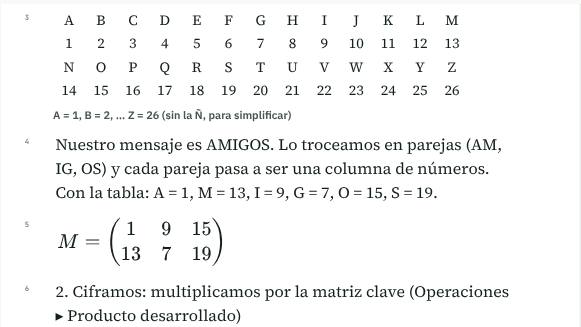 3 A B C D E F G H I J K L M
1 2 3 4 5 6 7 8 9 10 11 12 13
N O P Q R S T U V W X Y Z
14 15 16 17 18 19 20 21 22 23 24 25 26
A = 1, B = 2, ... Z = 26 (sin la Ñ, para simplificar)
4 Nuestro mensaje es AMIGOS. Lo troceamos en parejas (AM,
IG, OS) y cada pareja pasa a ser una columna de números.
Con la tabla: A = 1, M = 13, I = 9, G = 7, O = 15, S = 19.
5 M = (1 9 15
13 7 19)
6 2. Ciframos: multiplicamos por la matriz clave (Operaciones
▸ Producto desarrollado)